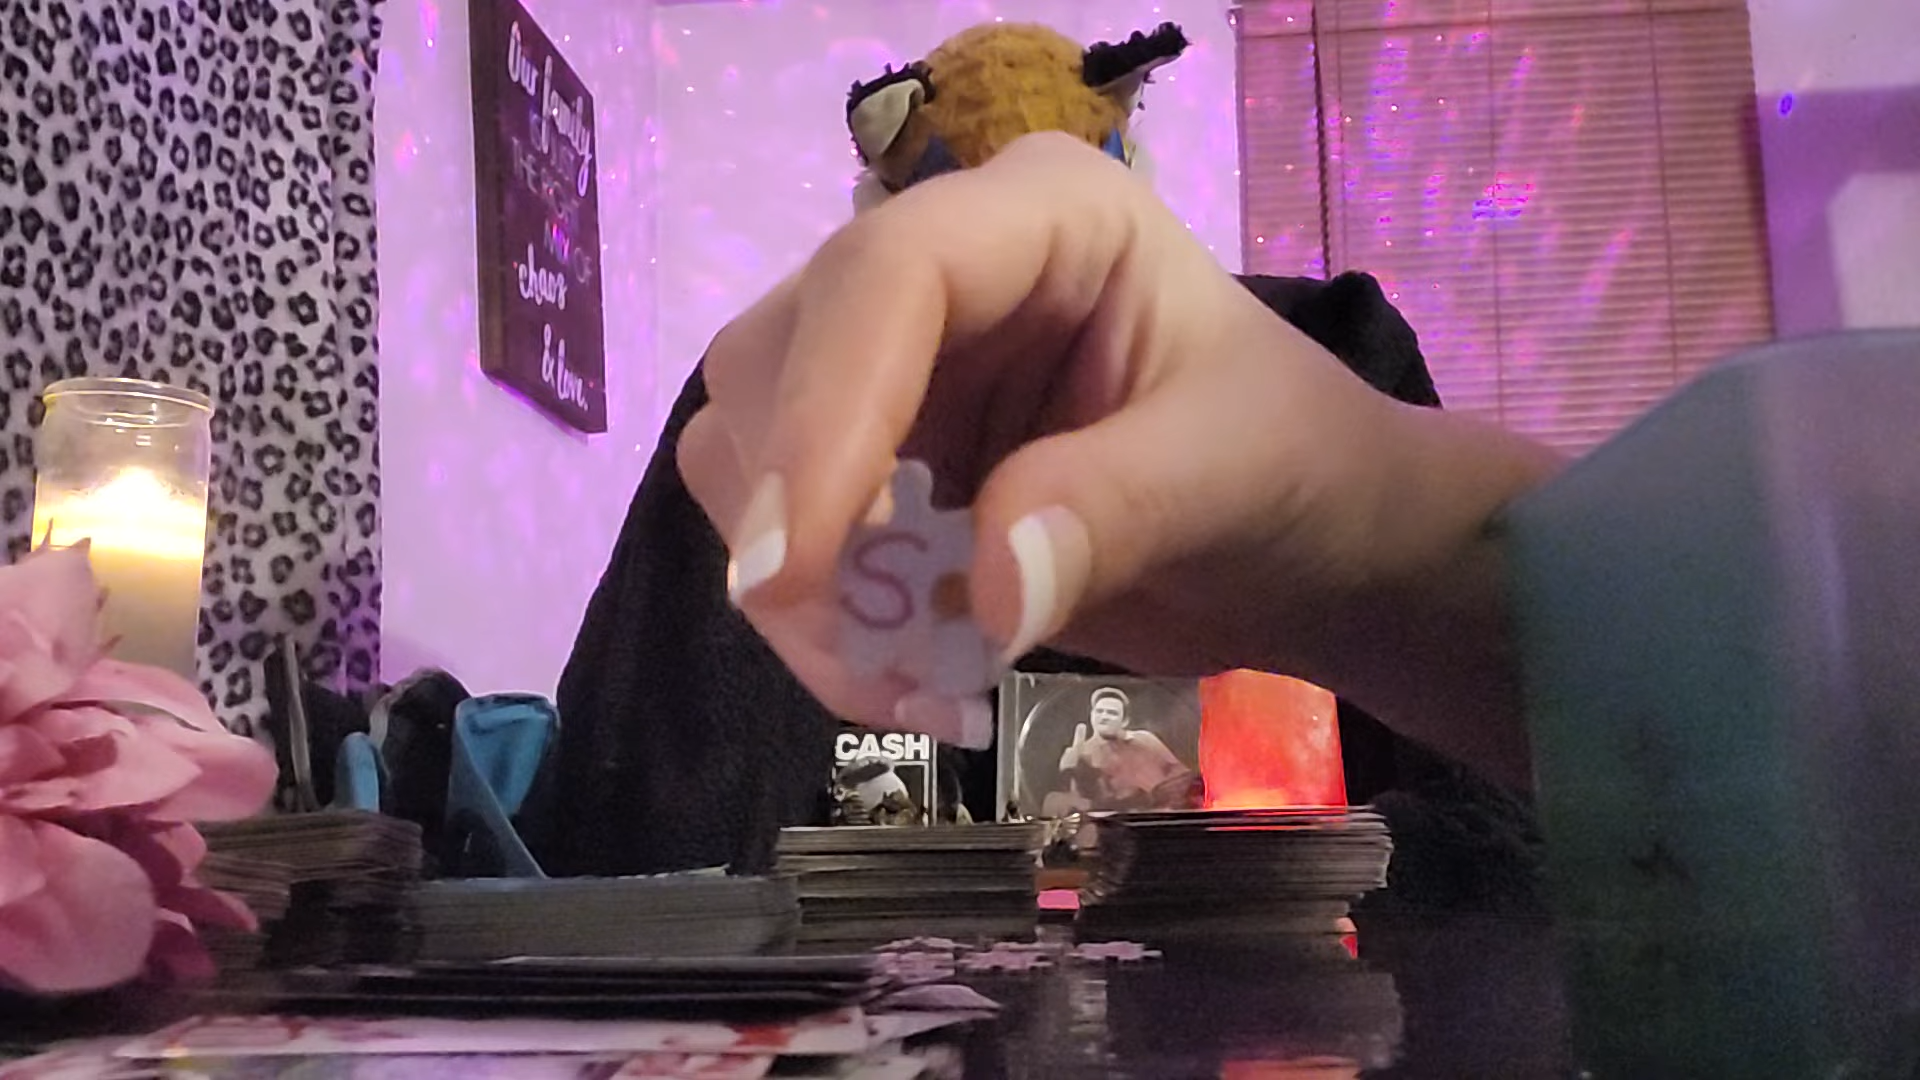 Our family
IS JUST
THE RIGHT
MIX OF
chaos
& love.
S
CASH